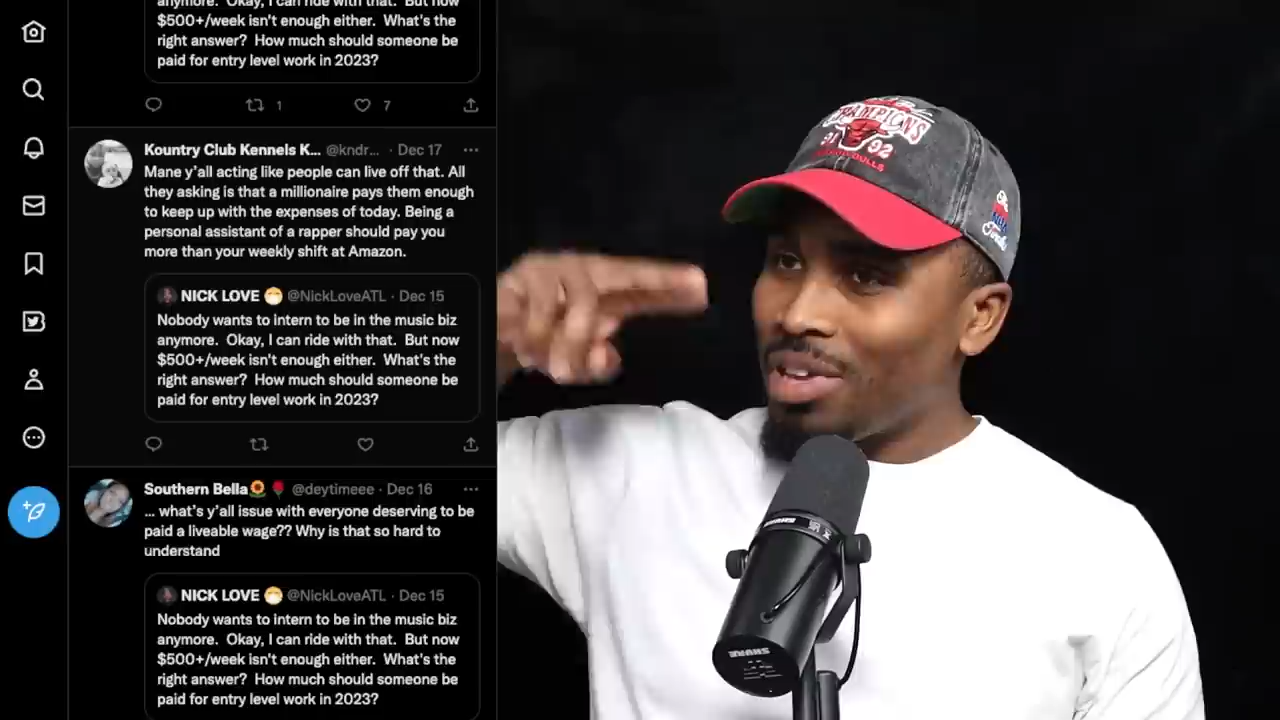 anymore. Okay, I can ride with that. But now
$500+/week isn't enough either. What's the
right answer? How much should someone be
paid for entry level work in 2023?
1
7
Kountry Club Kennels K... @kndr... · Dec 17
Mane y'all acting like people can live off that. All
they asking is that a millionaire pays them enough
to keep up with the expenses of today. Being a
personal assistant of a rapper should pay you
more than your weekly shift at Amazon.
NICK LOVE 😁 @NickLoveATL · Dec 15
Nobody wants to intern to be in the music biz
anymore. Okay, I can ride with that. But now
$500+/week isn't enough either. What's the
right answer? How much should someone be
paid for entry level work in 2023?
Southern Bella🌻🌹 @deytimeee · Dec 16
... what's y'all issue with everyone deserving to be
paid a liveable wage?? Why is that so hard to
understand
NICK LOVE 😁 @NickLoveATL · Dec 15
Nobody wants to intern to be in the music biz
anymore. Okay, I can ride with that. But now
$500+/week isn't enough either. What's the
right answer? How much should someone be
paid for entry level work in 2023?
CHAMPIONS
91 92
SHURE
SHURE